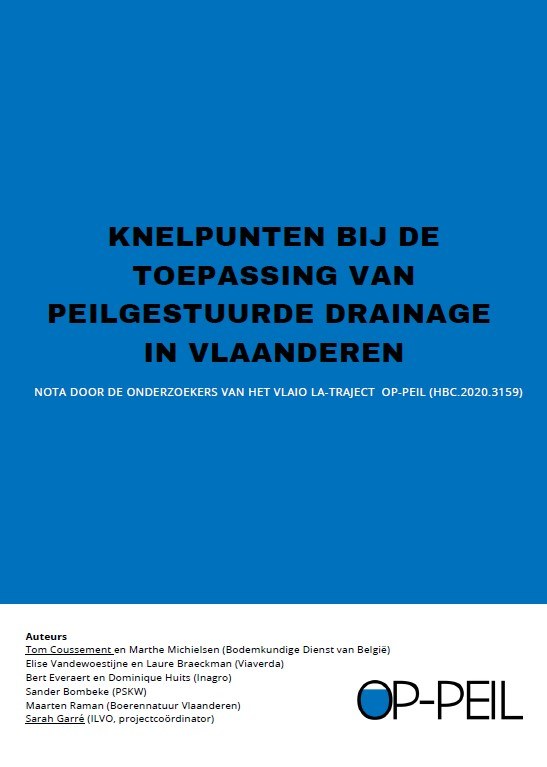 KNELPUNTEN BIJ DE
TOEPASSING VAN
PEILGESTUURDE DRAINAGE
IN VLAANDEREN
NOTA DOOR DE ONDERZOEKERS VAN HET VLAIO LA-TRAJECT OP-PEIL (HBC.2020.3159)
Auteurs
Tom Coussement en Marthe Michielsen (Bodemkundige Dienst van België)
Elise Vandewoestijne en Laure Braeckman (Viaverda)
Bert Everaert en Dominique Huits (Inagro)
Sander Bombeke (PSKW)
Maarten Raman (Boerennatuur Vlaanderen)
Sarah Garré (ILVO, projectcoördinator)
OP-PEIL